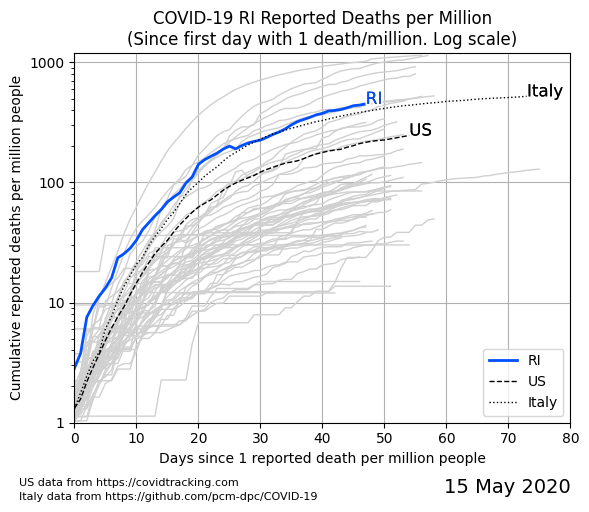 COVID-19 RI Reported Deaths per Million
(Since first day with 1 death/million. Log scale)
Cumulative reported deaths per million people
1000
100
10
1
RI
Italy
US
RI
US
Italy
0 10 20 30 40 50 60 70 80
Days since 1 reported death per million people
US data from https://covidtracking.com
Italy data from https://github.com/pcm-dpc/COVID-19
15 May 2020